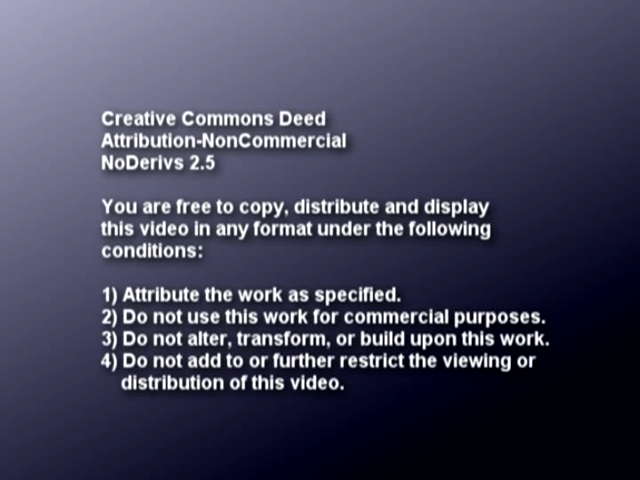 Creative Commons Deed
Attribution-NonCommercial
NoDerivs 2.5
You are free to copy, distribute and display
this video in any format under the following
conditions:
1) Attribute the work as specified.
2) Do not use this work for commercial purposes.
3) Do not alter, transform, or build upon this work.
4) Do not add to or further restrict the viewing or
distribution of this video.